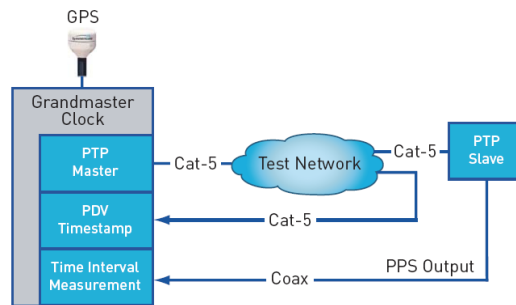 GPS
Grandmaster
Clock
PTP
Master
Cat-5
Test Network
Cat-5
PTP
Slave
PDV
Timestamp
Cat-5
Time Interval
Measurement
Coax
PPS Output